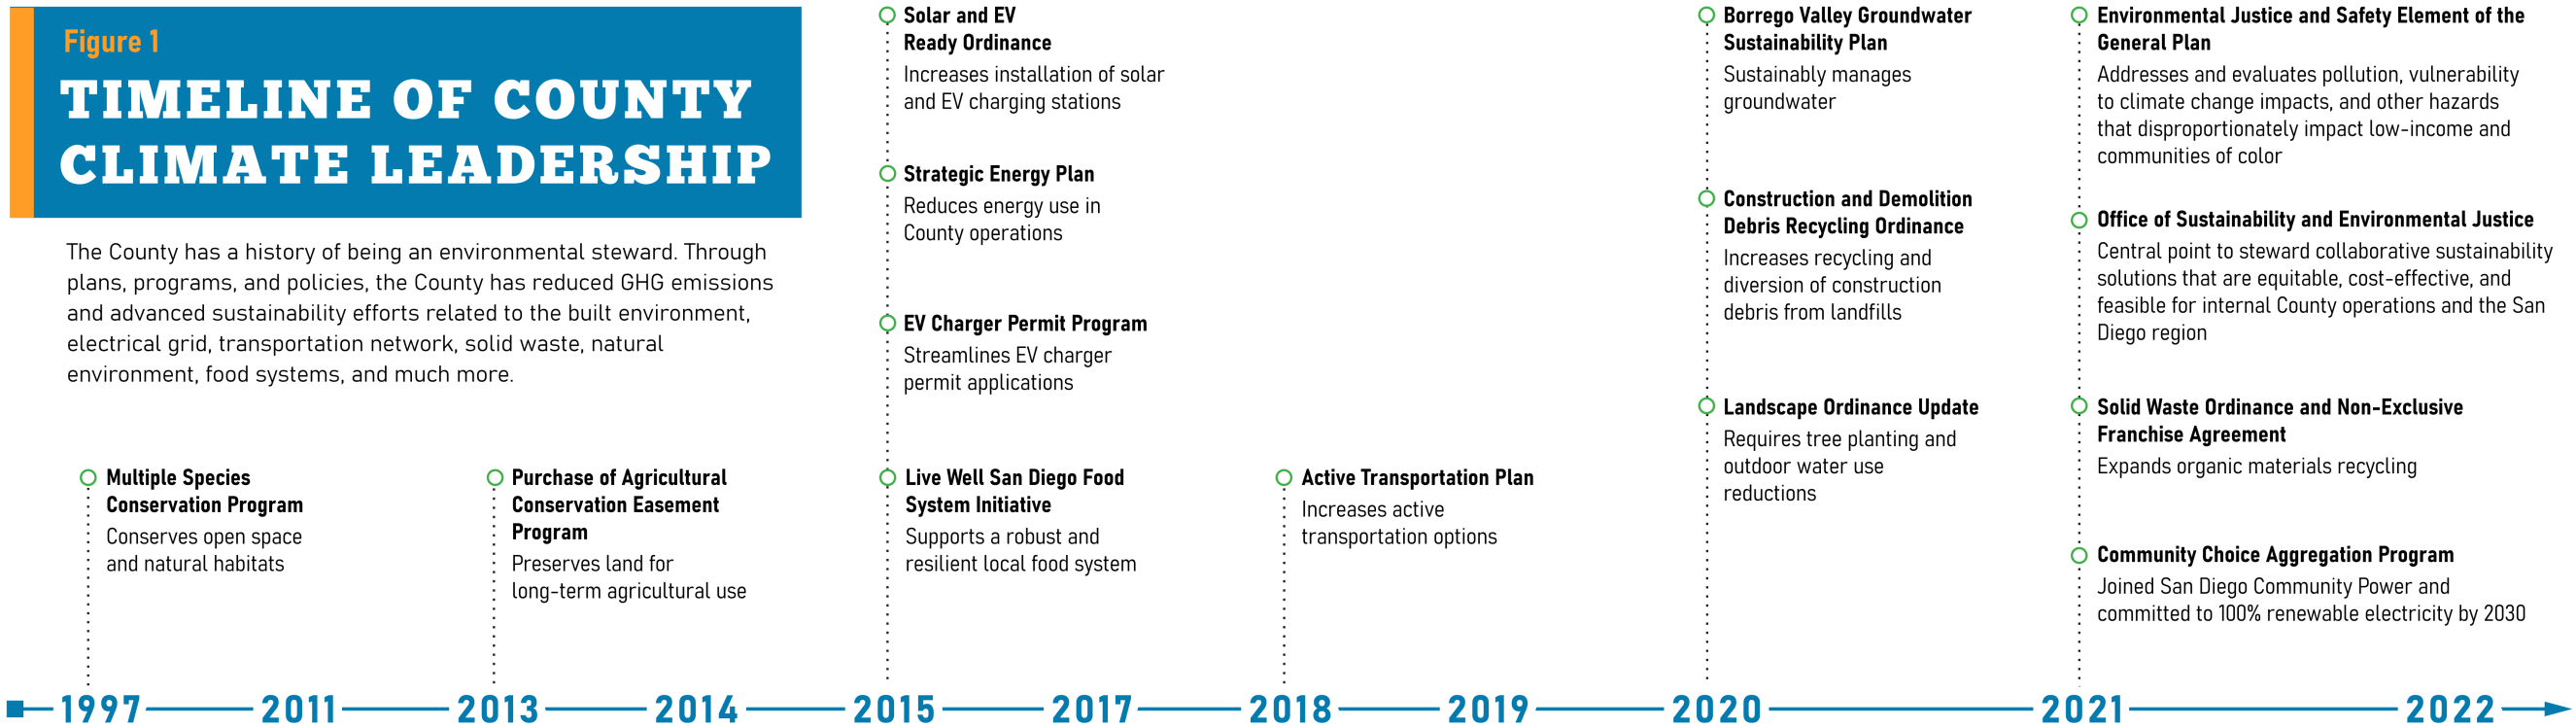 Figure 1
TIMELINE OF COUNTY
CLIMATE LEADERSHIP
The County has a history of being an environmental steward. Through
plans, programs, and policies, the County has reduced GHG emissions
and advanced sustainability efforts related to the built environment,
electrical grid, transportation network, solid waste, natural
environment, food systems, and much more.
Multiple Species
Conservation Program
Conserves open space
and natural habitats
Purchase of Agricultural
Conservation Easement
Program
Preserves land for
long-term agricultural use
Solar and EV
Ready Ordinance
Increases installation of solar
and EV charging stations
Strategic Energy Plan
Reduces energy use in
County operations
EV Charger Permit Program
Streamlines EV charger
permit applications
Live Well San Diego Food
System Initiative
Supports a robust and
resilient local food system
Active Transportation Plan
Increases active
transportation options
Borrego Valley Groundwater
Sustainability Plan
Sustainably manages
groundwater
Construction and Demolition
Debris Recycling Ordinance
Increases recycling and
diversion of construction
debris from landfills
Landscape Ordinance Update
Requires tree planting and
outdoor water use
reductions
Environmental Justice and Safety Element of the
General Plan
Addresses and evaluates pollution, vulnerability
to climate change impacts, and other hazards
that disproportionately impact low-income and
communities of color
Office of Sustainability and Environmental Justice
Central point to steward collaborative sustainability
solutions that are equitable, cost-effective, and
feasible for internal County operations and the San
Diego region
Solid Waste Ordinance and Non-Exclusive
Franchise Agreement
Expands organic materials recycling
Community Choice Aggregation Program
Joined San Diego Community Power and
committed to 100% renewable electricity by 2030
1997 2011 2013 2014 2015 2017 2018 2019 2020 2021 2022